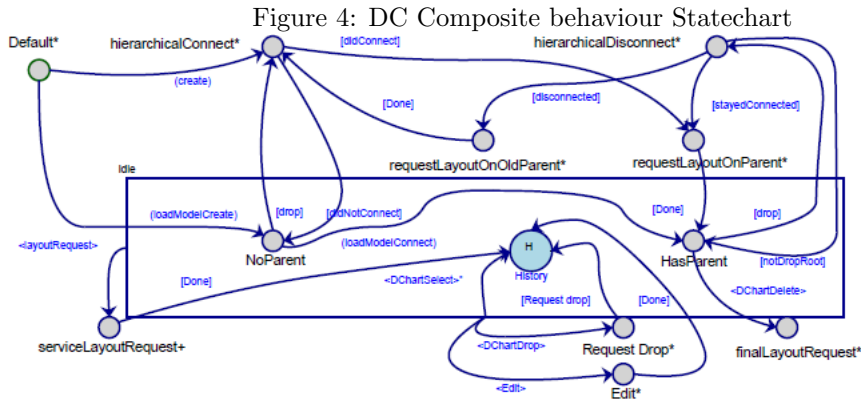 Figure 4: DC Composite behaviour Statechart
Default*
hierarchicalConnect*
[didConnect]
hierarchicalDisconnect*
(create)
[Done]
[disconnected]
[stayedConnected]
requestLayoutOnOldParent*
requestLayoutOnParent*
Idle
(loadModelCreate)
[drop]
[didNotConnect]
[Done]
[drop]
<layoutRequest>
(loadModelConnect)
H
NoParent
HasParent
[notDropRoot]
[Done]
<DChartSelect>*
History
[Request drop]
[Done]
<DChartDelete>
serviceLayoutRequest+
<DChartDrop>
Request Drop*
finalLayoutRequest*
<Edit>
Edit*